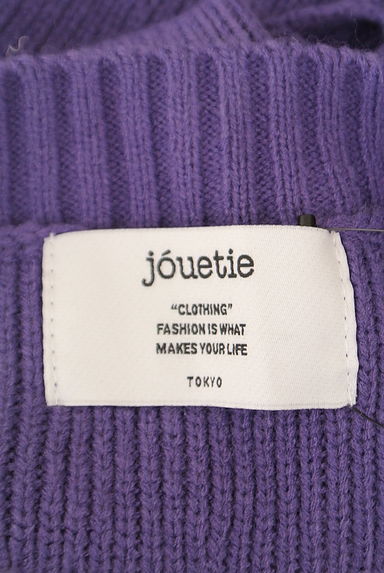 jóuetie
“CLOTHING”
FASHION IS WHAT
MAKES YOUR LIFE
TOKYO